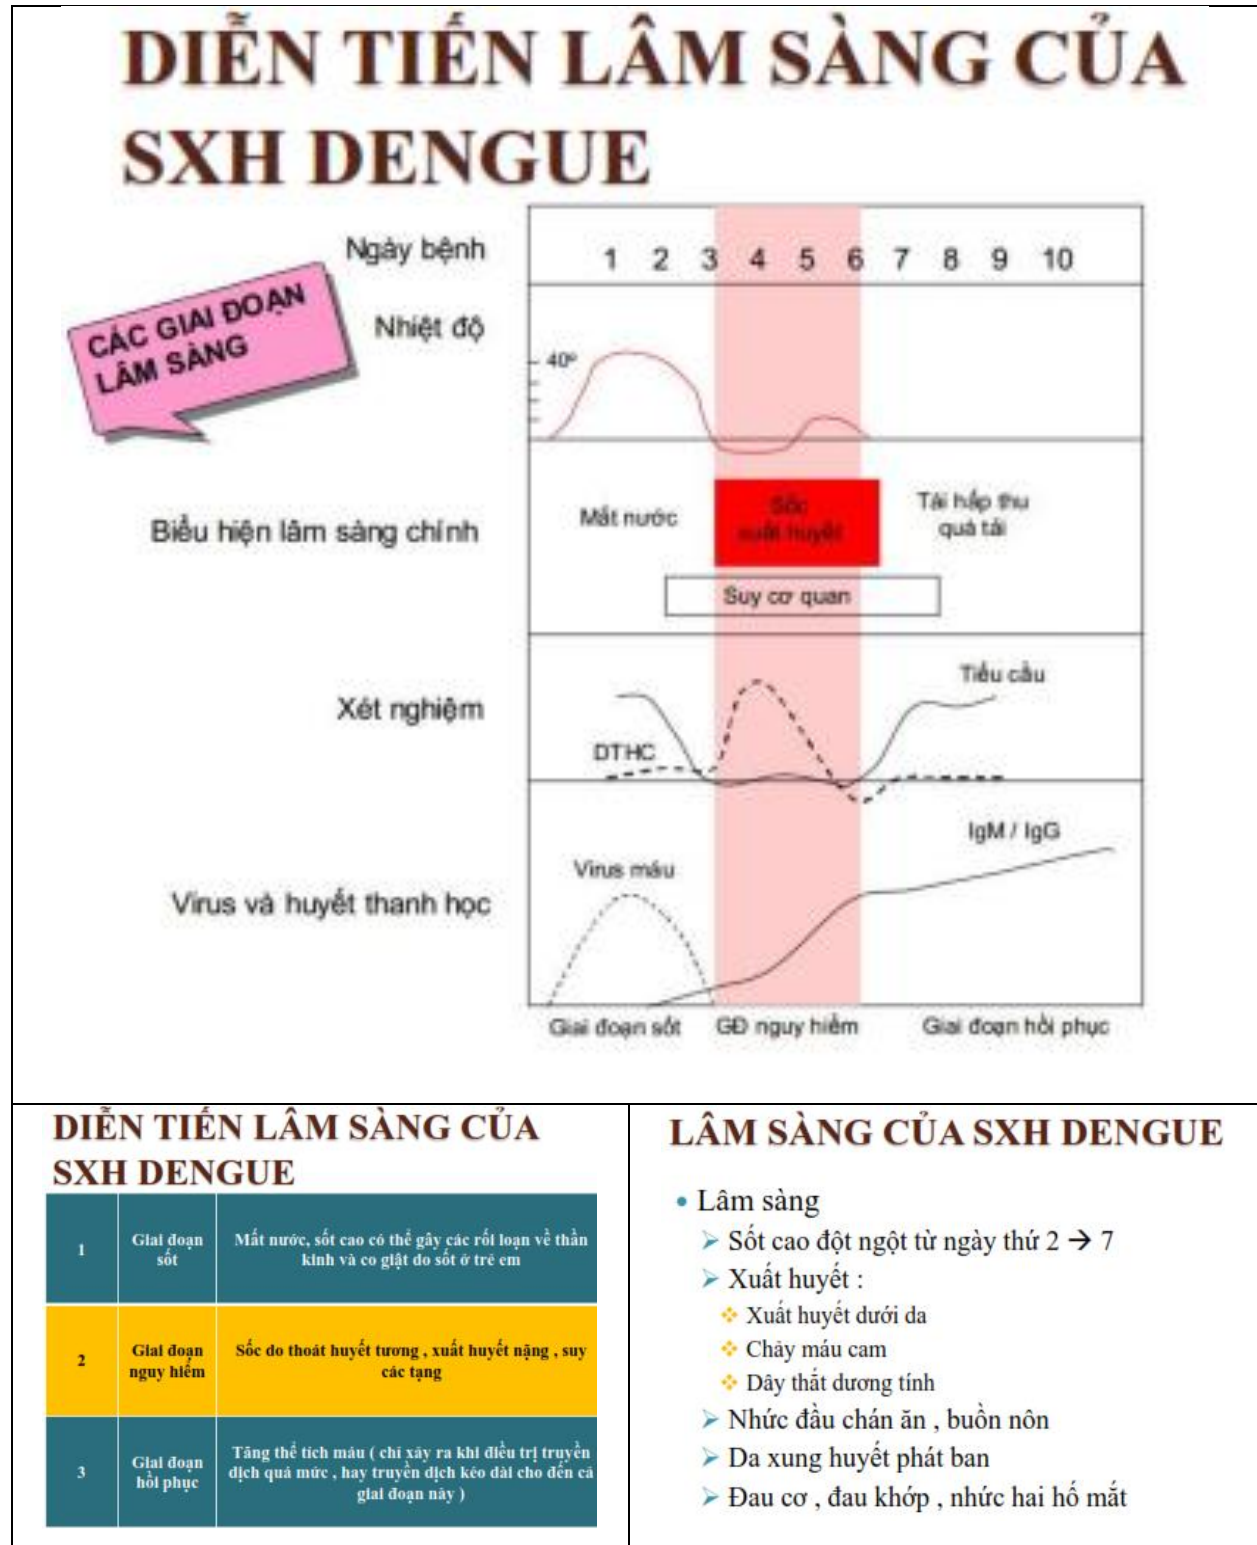 DIỄN TIẾN LÂM SÀNG CỦA
SXH DENGUE
CÁC GIAI ĐOẠN
LÂM SÀNG
Ngày bệnh
1 2 3 4 5 6 7 8 9 10
Nhiệt độ
40º
Biểu hiện lâm sàng chính
Mất nước
Sốc
xuất huyết
Tái hấp thu
quá tải
Suy cơ quan
Xét nghiệm
Tiểu cầu
DTHC
Virus và huyết thanh học
Virus máu
IgM / IgG
Giai đoạn sốt
GĐ nguy hiểm
Giai đoạn hồi phục
DIỄN TIẾN LÂM SÀNG CỦA
SXH DENGUE
1
Giai đoạn
sốt
Mất nước, sốt cao có thể gây các rối loạn về thần
kinh và co giật do sốt ở trẻ em
2
Giai đoạn
nguy hiểm
Sốc do thoát huyết tương , xuất huyết nặng , suy
các tạng
3
Giai đoạn
hồi phục
Tăng thể tích máu ( chỉ xảy ra khi điều trị truyền
dịch quá mức , hay truyền dịch kéo dài cho đến cả
giai đoạn này )
LÂM SÀNG CỦA SXH DENGUE
• Lâm sàng
➢ Sốt cao đột ngột từ ngày thứ 2 → 7
➢ Xuất huyết :
❖ Xuất huyết dưới da
❖ Chảy máu cam
❖ Dây thắt dương tính
➢ Nhức đầu chán ăn , buồn nôn
➢ Da xung huyết phát ban
➢ Đau cơ , đau khớp , nhức hai hố mắt